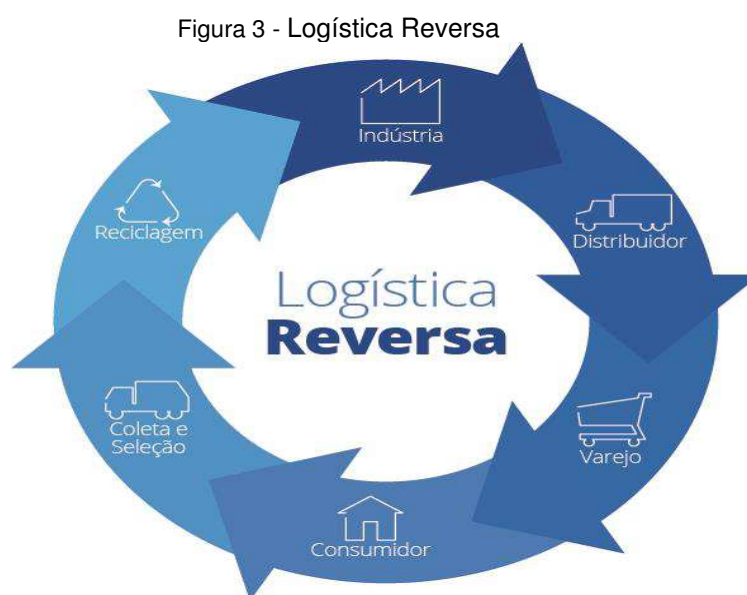 Figura 3 - Logística Reversa
Indústria
Distribuidor
Varejo
Consumidor
Coleta e
Seleção
Reciclagem
Logística
Reversa